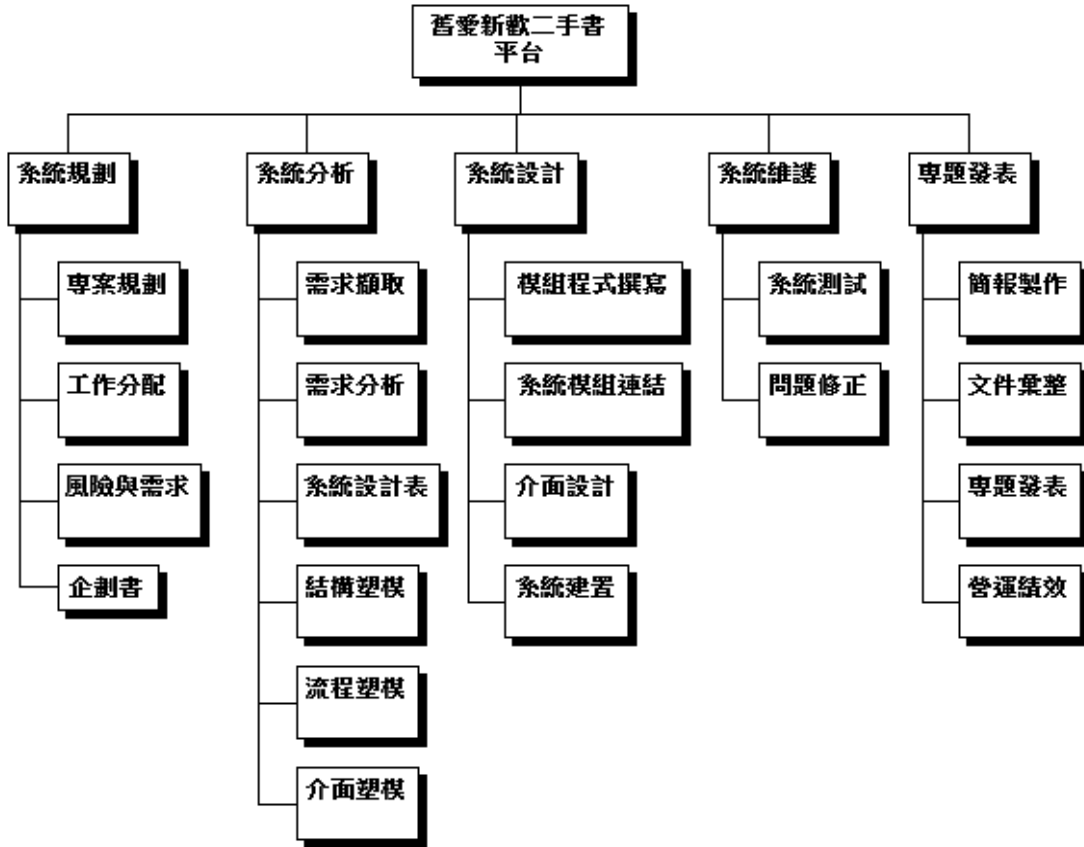 舊愛新歡二手書
平台
系統規劃
系統分析
系統設計
系統維護
專題發表
專案規劃
工作分配
風險與需求
企劃書
需求擷取
需求分析
系統設計表
結構塑模
流程塑模
介面塑模
模組程式撰寫
系統模組連結
介面設計
系統建置
系統測試
問題修正
簡報製作
文件彙整
專題發表
營運績效